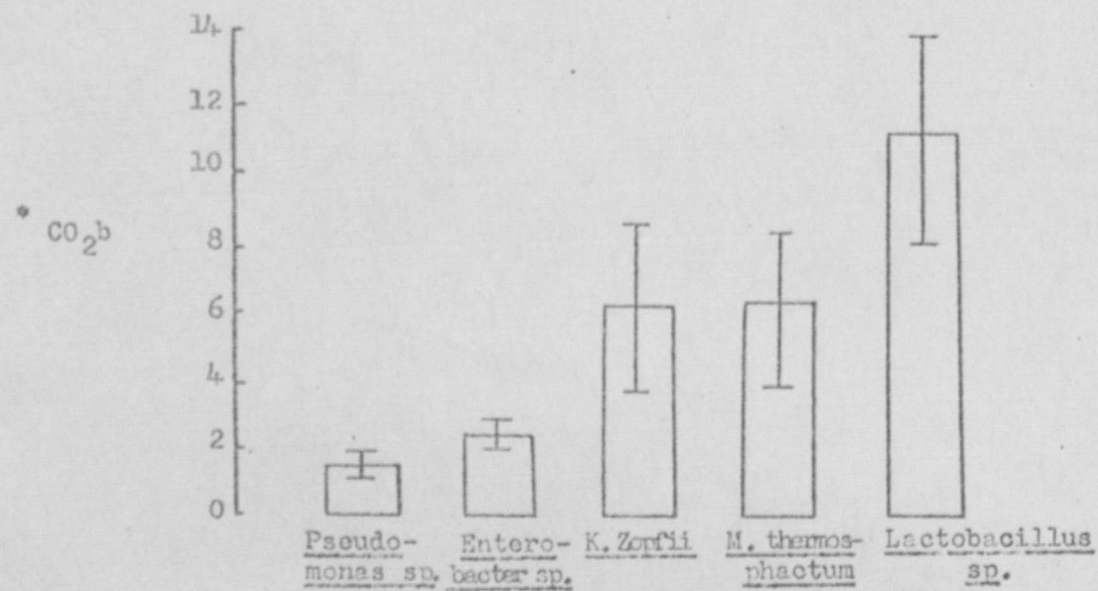 14
12
10
* CO2b
8
6
4
2
0
Pseudo-
monas sp.
Entero-
bacter sp.
K. Zopfii
M. thermos-
phactum
Lactobacillus
sp.